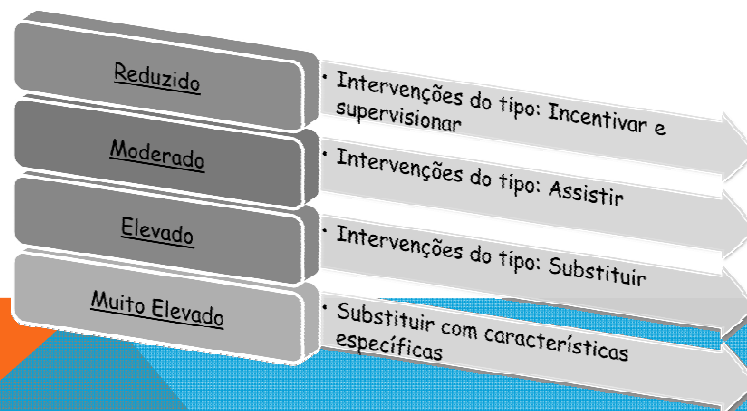 Reduzido
• Intervenções do tipo: Incentivar e
supervisionar
Moderado
• Intervenções do tipo: Assistir
Elevado
• Intervenções do tipo: Substituir
Muito Elevado
• Substituir com características
específicas